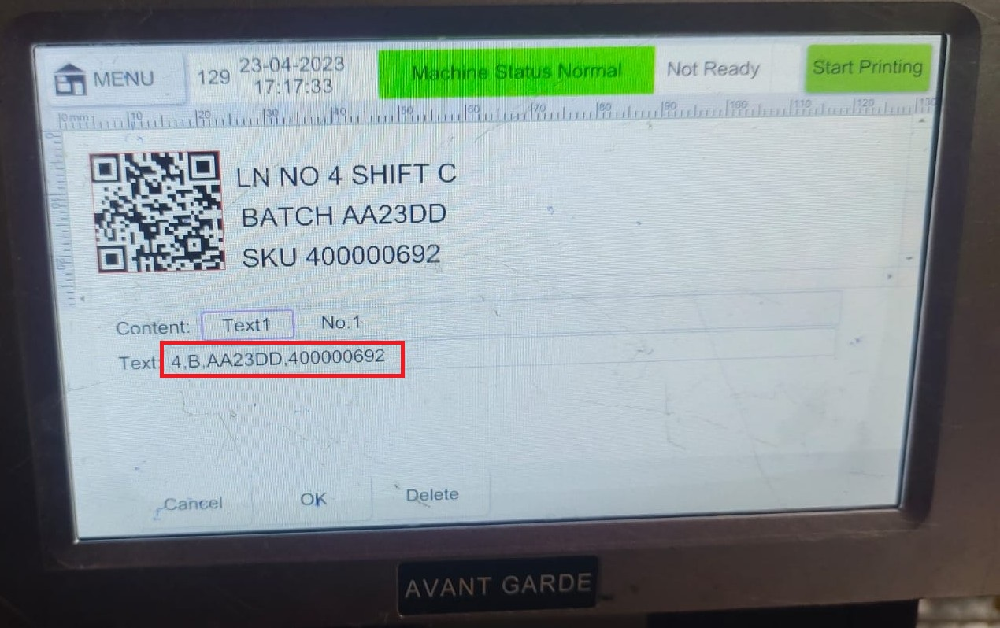 MENU
129
23-04-2023
17:17:33
Machine Status Normal
Not Ready
Start Printing
0mm 10 20 30 40 50 60 70 80 90 100 110 120 130
LN NO 4 SHIFT C
BATCH AA23DD
SKU 400000692
Content: Text1 No.1
Text: 4,B,AA23DD,400000692
Cancel OK Delete
AVANT GARDE